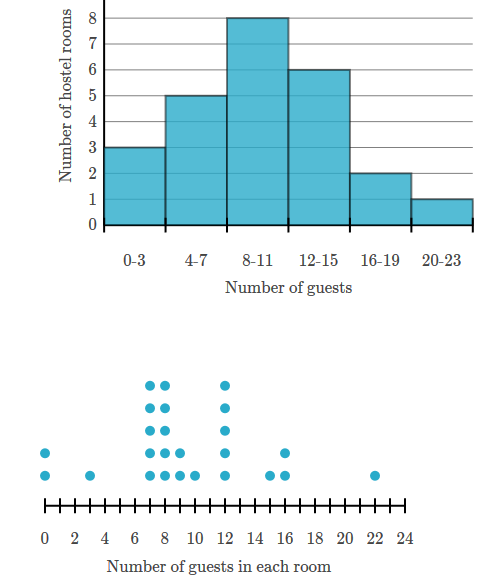 Number of hostel rooms
8
7
6
5
4
3
2
1
0
0-3 4-7 8-11 12-15 16-19 20-23
Number of guests
0 2 4 6 8 10 12 14 16 18 20 22 24
Number of guests in each room